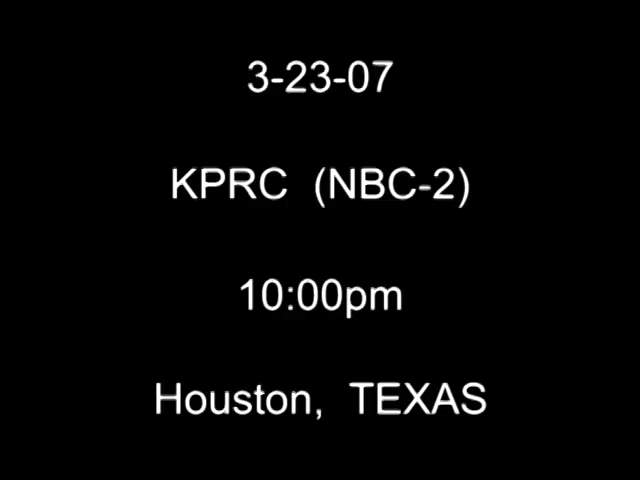 3-23-07
KPRC (NBC-2)
10:00pm
Houston, TEXAS